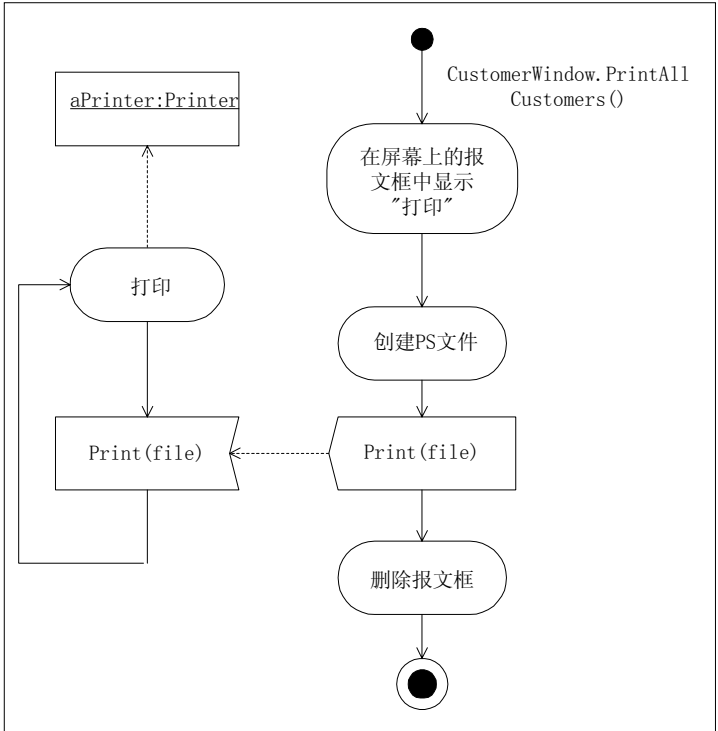 CustomerWindow.PrintAll
Customers()
aPrinter:Printer
在屏幕上的报
文框中显示
"打印"
打印
创建PS文件
Print(file)
Print(file)
删除报文框